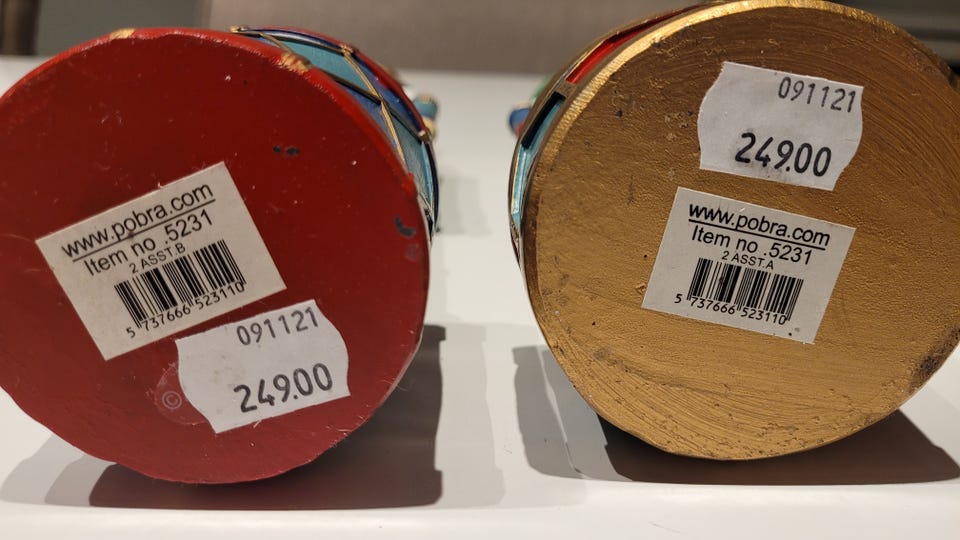 www.pobra.com
Item no .5231
2 ASST.B
5 737666 523110
091121
249.00
©
091121
249.00
www.pobra.com
Item no .5231
2 ASST.A
5 737666 523110